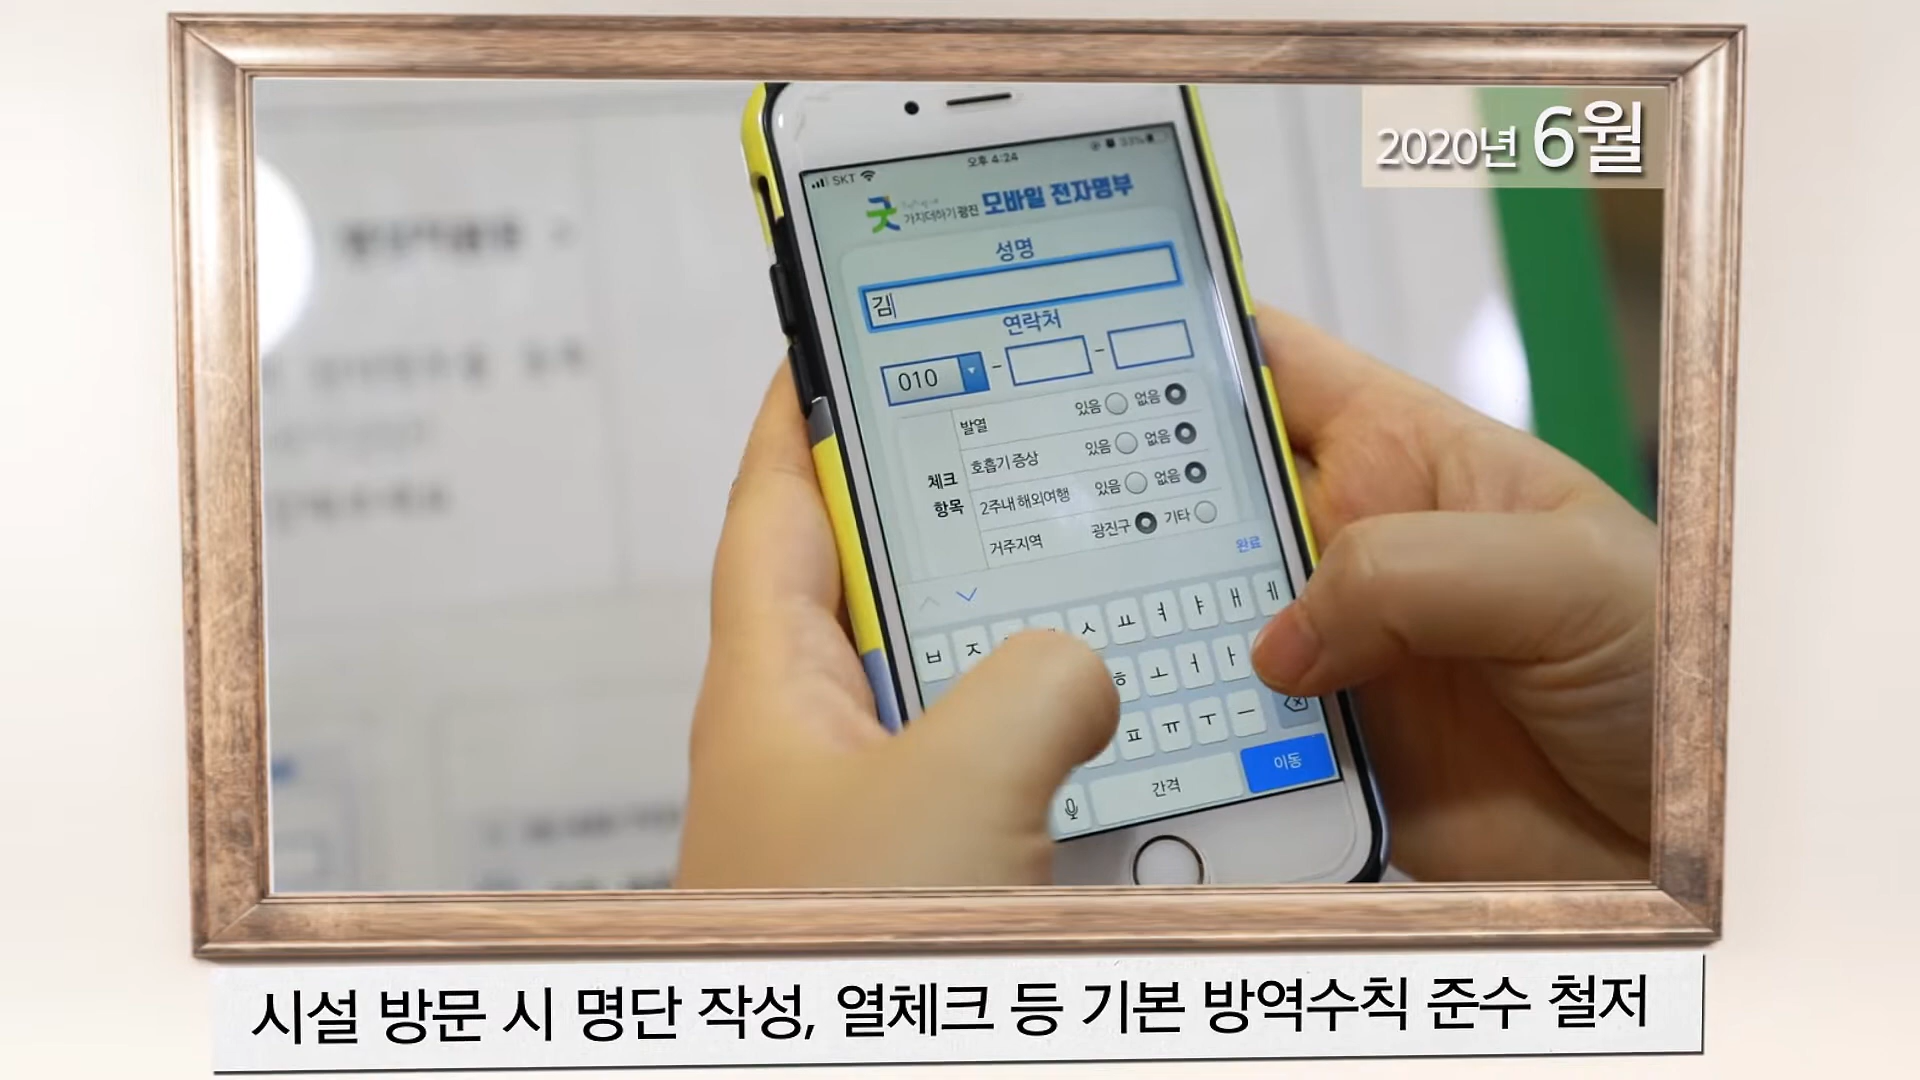 2020년 6월
오후 4:24
SKT
33%
가치더하기 광진 모바일 전자명부
성명
김
연락처
010 - -
체크 항목
발열 있음 없음
호흡기 증상 있음 없음
2주내 해외여행 있음 없음
거주지역 광진구 기타
완료
ㅂ ㅈ ㅅ ㅛ ㅕ ㅑ ㅐ ㅔ
ㅎ ㅗ ㅓ ㅏ
ㅍ ㅠ ㅜ ㅡ
간격 이동
시설 방문 시 명단 작성, 열체크 등 기본 방역수칙 준수 철저